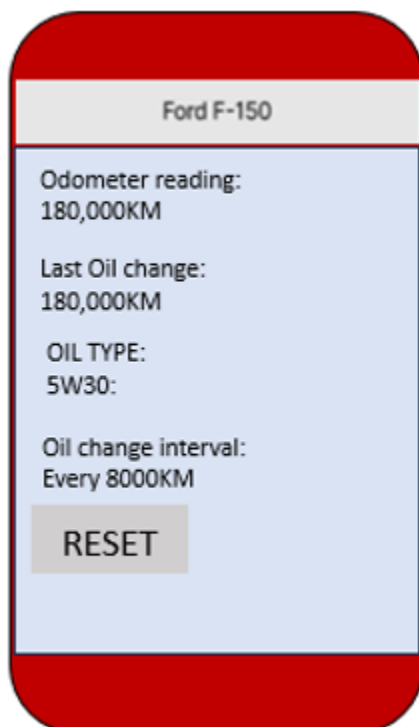 Ford F-150
Odometer reading:
180,000KM
Last Oil change:
180,000KM
OIL TYPE:
5W30:
Oil change interval:
Every 8000KM
RESET